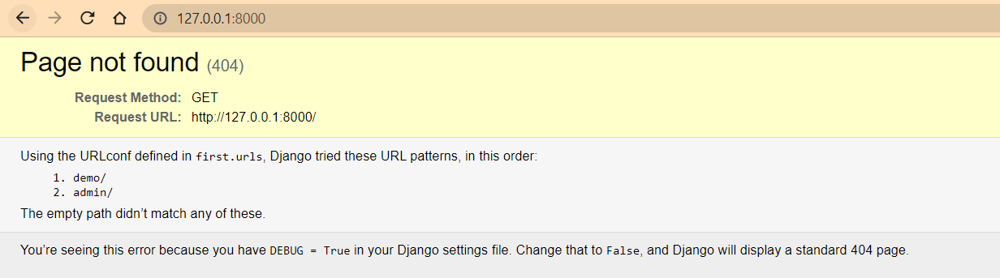 127.0.0.1:8000
Page not found (404)
Request Method: GET
Request URL: http://127.0.0.1:8000/
Using the URLconf defined in first.urls, Django tried these URL patterns, in this order:
1. demo/
2. admin/
The empty path didn’t match any of these.
You’re seeing this error because you have DEBUG = True in your Django settings file. Change that to False, and Django will display a standard 404 page.